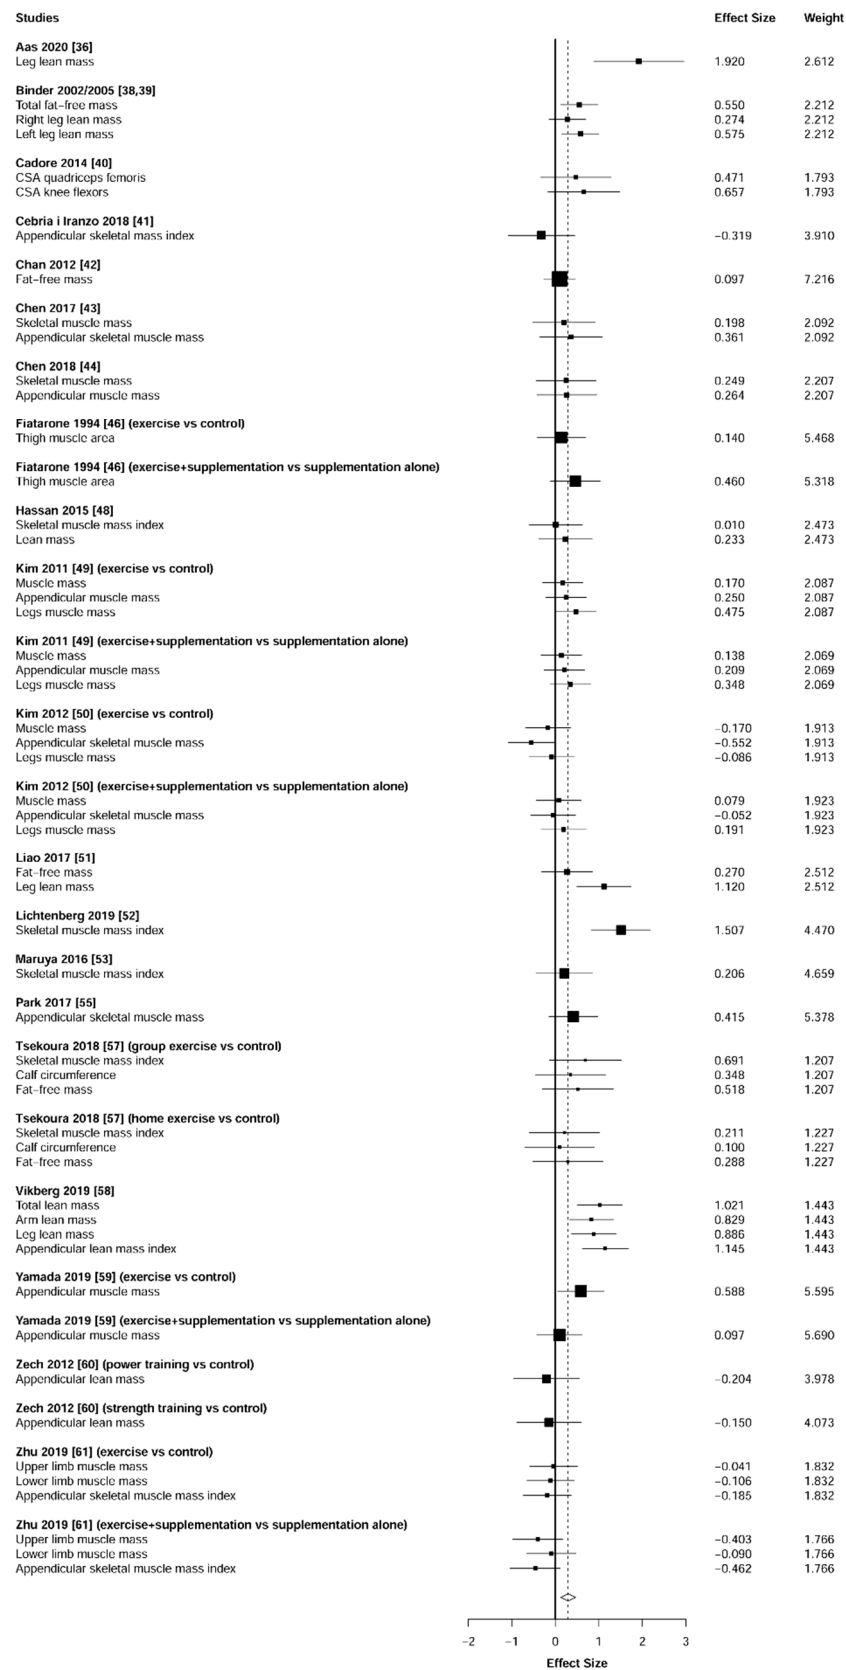 Studies Effect Size Weight
Aas 2020 [36]
Leg lean mass 1.920 2.612
Binder 2002/2005 [38,39]
Total fat-free mass 0.550 2.212
Right leg lean mass 0.274 2.212
Left leg lean mass 0.575 2.212
Cadore 2014 [40]
CSA quadriceps femoris 0.471 1.793
CSA knee flexors 0.657 1.793
Cebria i Iranzo 2018 [41]
Appendicular skeletal mass index −0.319 3.910
Chan 2012 [42]
Fat-free mass 0.097 7.216
Chen 2017 [43]
Skeletal muscle mass 0.198 2.092
Appendicular skeletal muscle mass 0.361 2.092
Chen 2018 [44]
Skeletal muscle mass 0.249 2.207
Appendicular muscle mass 0.264 2.207
Fiatarone 1994 [46] (exercise vs control)
Thigh muscle area 0.140 5.468
Fiatarone 1994 [46] (exercise+supplementation vs supplementation alone)
Thigh muscle area 0.460 5.318
Hassan 2015 [48]
Skeletal muscle mass index 0.010 2.473
Lean mass 0.233 2.473
Kim 2011 [49] (exercise vs control)
Muscle mass 0.170 2.087
Appendicular muscle mass 0.250 2.087
Legs muscle mass 0.475 2.087
Kim 2011 [49] (exercise+supplementation vs supplementation alone)
Muscle mass 0.138 2.069
Appendicular muscle mass 0.209 2.069
Legs muscle mass 0.348 2.069
Kim 2012 [50] (exercise vs control)
Muscle mass −0.170 1.913
Appendicular skeletal muscle mass −0.552 1.913
Legs muscle mass −0.086 1.913
Kim 2012 [50] (exercise+supplementation vs supplementation alone)
Muscle mass 0.079 1.923
Appendicular skeletal muscle mass −0.052 1.923
Legs muscle mass 0.191 1.923
Liao 2017 [51]
Fat-free mass 0.270 2.512
Leg lean mass 1.120 2.512
Lichtenberg 2019 [52]
Skeletal muscle mass index 1.507 4.470
Maruya 2016 [53]
Skeletal muscle mass index 0.206 4.659
Park 2017 [55]
Appendicular skeletal muscle mass 0.415 5.378
Tsekoura 2018 [57] (group exercise vs control)
Skeletal muscle mass index 0.691 1.207
Calf circumference 0.348 1.207
Fat-free mass 0.518 1.207
Tsekoura 2018 [57] (home exercise vs control)
Skeletal muscle mass index 0.211 1.227
Calf circumference 0.100 1.227
Fat-free mass 0.288 1.227
Vikberg 2019 [58]
Total lean mass 1.021 1.443
Arm lean mass 0.829 1.443
Leg lean mass 0.886 1.443
Appendicular lean mass index 1.145 1.443
Yamada 2019 [59] (exercise vs control)
Appendicular muscle mass 0.588 5.595
Yamada 2019 [59] (exercise+supplementation vs supplementation alone)
Appendicular muscle mass 0.097 5.690
Zech 2012 [60] (power training vs control)
Appendicular lean mass −0.204 3.978
Zech 2012 [60] (strength training vs control)
Appendicular lean mass −0.150 4.073
Zhu 2019 [61] (exercise vs control)
Upper limb muscle mass −0.041 1.832
Lower limb muscle mass −0.106 1.832
Appendicular skeletal muscle mass index −0.185 1.832
Zhu 2019 [61] (exercise+supplementation vs supplementation alone)
Upper limb muscle mass −0.403 1.766
Lower limb muscle mass −0.090 1.766
Appendicular skeletal muscle mass index −0.462 1.766
−2 −1 0 1 2 3
Effect Size